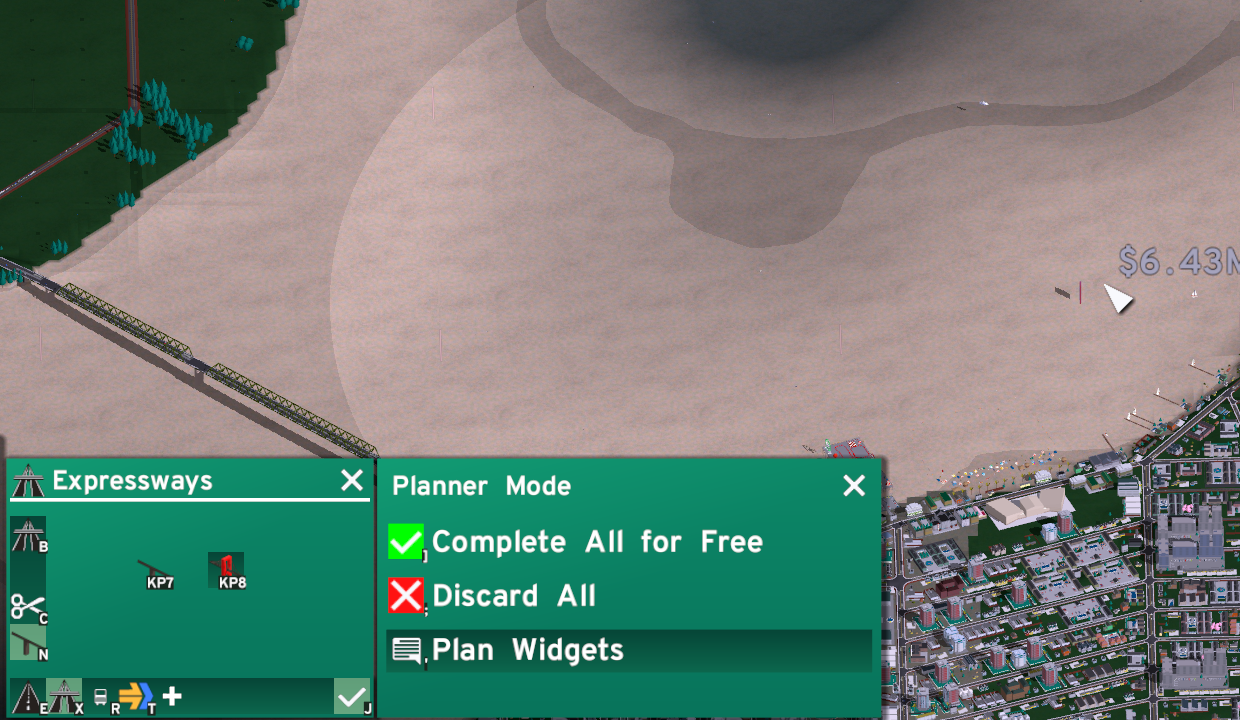 $6.43M
Expressways
Planner Mode
B
KP7
KP8
Complete All for Free
J
C
Discard All
;
N
Plan Widgets
'
E
X
R
T
J